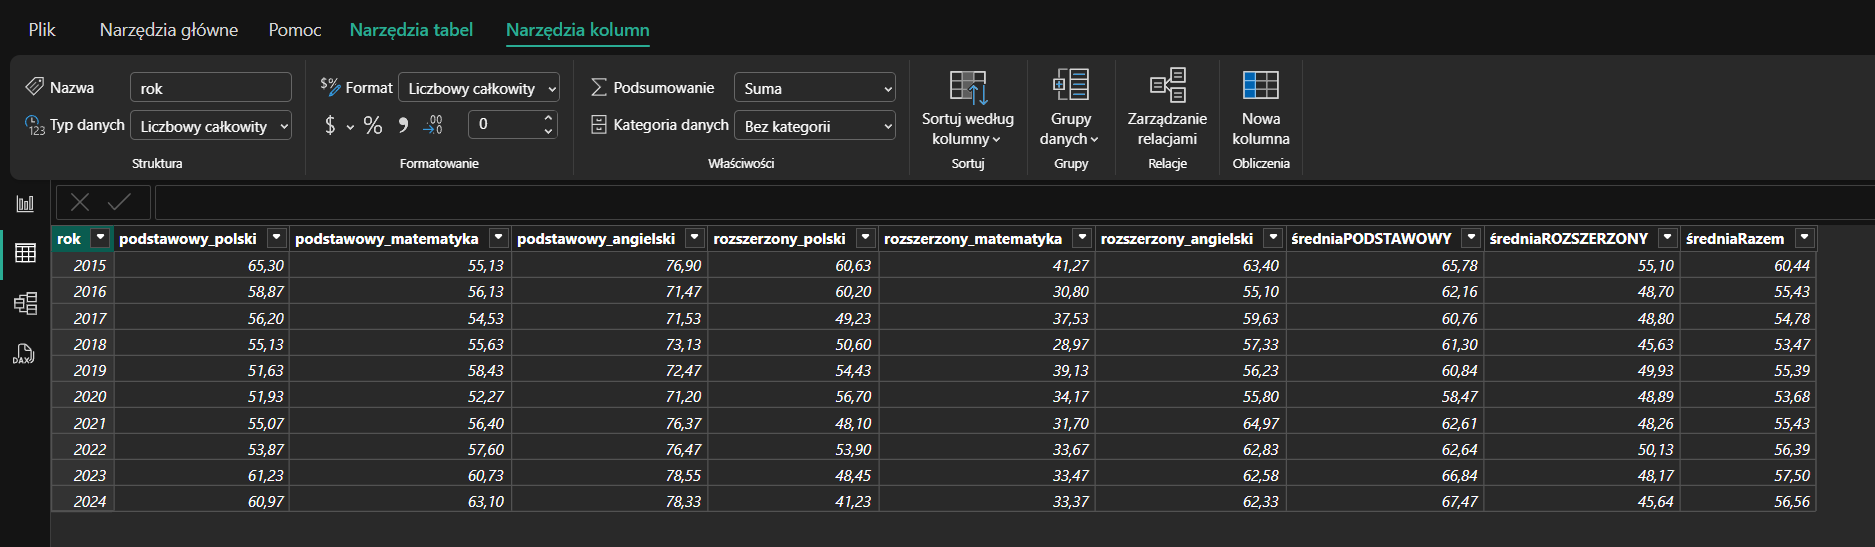 Plik Narzędzia główne Pomoc Narzędzia tabel Narzędzia kolumn
Nazwa rok
Typ danych Liczbowy całkowity
Struktura
$% Format Liczbowy całkowity
$ % , .00 0
Formatowanie
Podsumowanie Suma
Kategoria danych Bez kategorii
Właściwości
Sortuj według
kolumny
Sortuj
Grupy
danych
Grupy
Zarządzanie
relacjami
Relacje
Nowa
kolumna
Obliczenia
123
DAX
rok podstawowy_polski podstawowy_matematyka podstawowy_angielski rozszerzony_polski rozszerzony_matematyka rozszerzony_angielski średniaPODSTAWOWY średniaROZSZERZONY średniaRazem
2015 65,30 55,13 76,90 60,63 41,27 63,40 65,78 55,10 60,44
2016 58,87 56,13 71,47 60,20 30,80 55,10 62,16 48,70 55,43
2017 56,20 54,53 71,53 49,23 37,53 59,63 60,76 48,80 54,78
2018 55,13 55,63 73,13 50,60 28,97 57,33 61,30 45,63 53,47
2019 51,63 58,43 72,47 54,43 39,13 56,23 60,84 49,93 55,39
2020 51,93 52,27 71,20 56,70 34,17 55,80 58,47 48,89 53,68
2021 55,07 56,40 76,37 48,10 31,70 64,97 62,61 48,26 55,43
2022 53,87 57,60 76,47 53,90 33,67 62,83 62,64 50,13 56,39
2023 61,23 60,73 78,55 48,45 33,47 62,58 66,84 48,17 57,50
2024 60,97 63,10 78,33 41,23 33,37 62,33 67,47 45,64 56,56